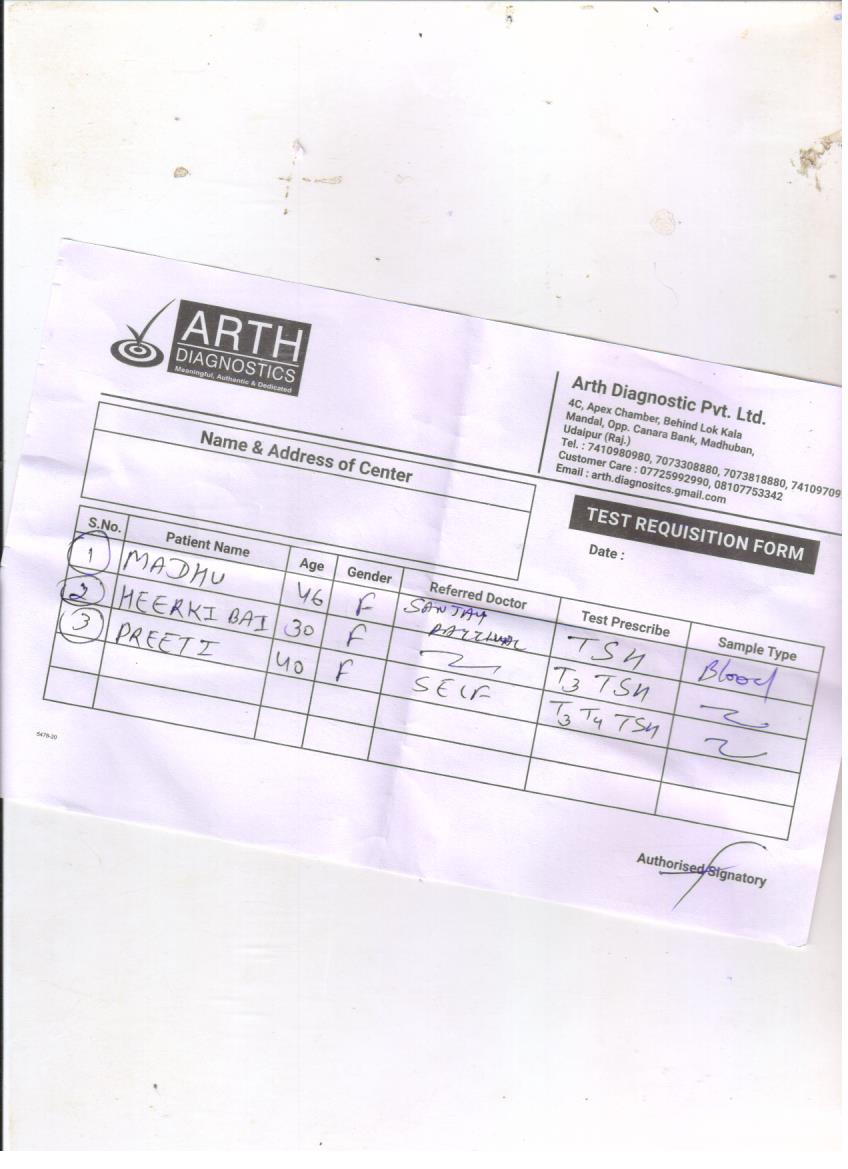 ARTH
DIAGNOSTICS
Meaningful, Authentic & Dedicated
Arth Diagnostic Pvt. Ltd.
4C, Apex Chamber, Behind Lok Kala
Mandal, Opp. Canara Bank, Madhuban,
Udaipur (Raj.)
Tel. : 7410980980, 7073308880, 7073818880, 74109709
Customer Care : 07725992990, 08107753342
Email : arth.diagnositcs.gmail.com
Name & Address of Center
TEST REQUISITION FORM
Date :
S.No. Patient Name Age Gender Referred Doctor Test Prescribe Sample Type
1 MADHU 46 F SANJAY TSH Blood
2 HEERKI BAI 30 F T3 TSH
3 PREETI 40 F SELF T3 T4 TSH
5476-20
Authorised Signatory